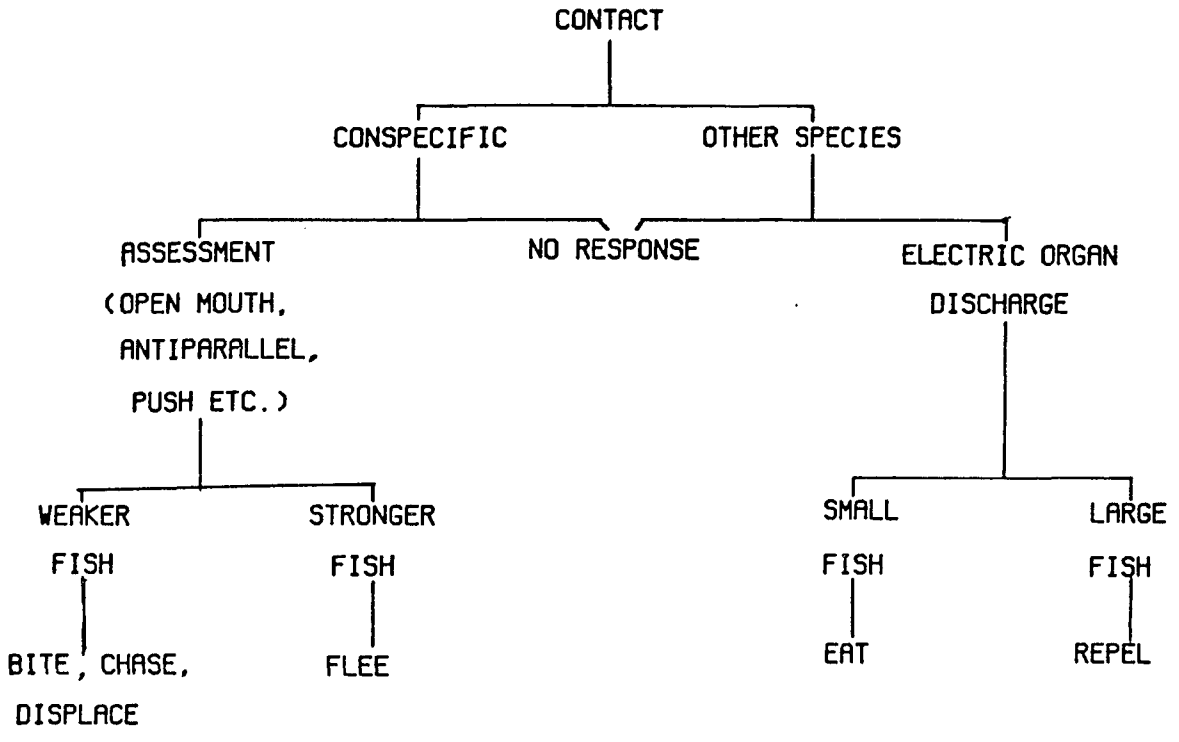 CONTACT
CONSPECIFIC
OTHER SPECIES
ASSESSMENT
(OPEN MOUTH,
ANTIPARALLEL,
PUSH ETC.)
NO RESPONSE
ELECTRIC ORGAN
DISCHARGE
WEAKER
FISH
STRONGER
FISH
SMALL
FISH
LARGE
FISH
BITE, CHASE,
DISPLACE
FLEE
EAT
REPEL